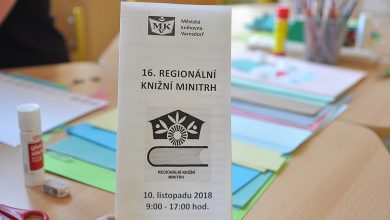 MK
Městská
knihovna
Varnsdorf
16. REGIONÁLNÍ
KNIŽNÍ MINITRH
REGIONÁLNÍ KNIŽNÍ
MINITRH
10. listopadu 2018
9:00 - 17:00 hod.